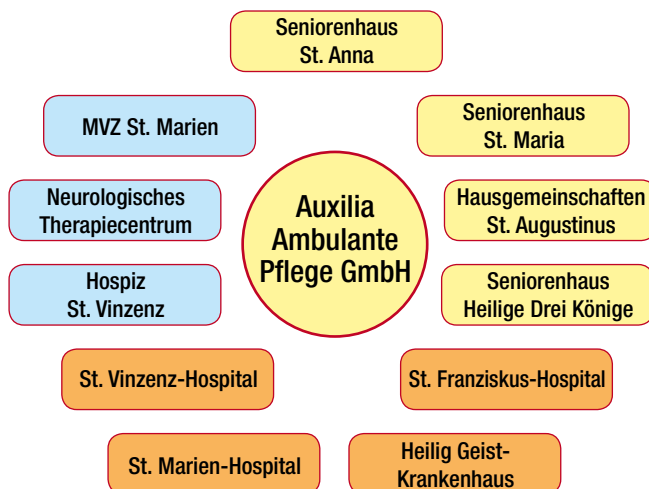 Seniorenhaus
St. Anna
MVZ St. Marien
Seniorenhaus
St. Maria
Neurologisches
Therapiecentrum
Auxilia
Ambulante
Pflege GmbH
Hausgemeinschaften
St. Augustinus
Hospiz
St. Vinzenz
Seniorenhaus
Heilige Drei Könige
St. Vinzenz-Hospital
St. Franziskus-Hospital
St. Marien-Hospital
Heilig Geist-
Krankenhaus